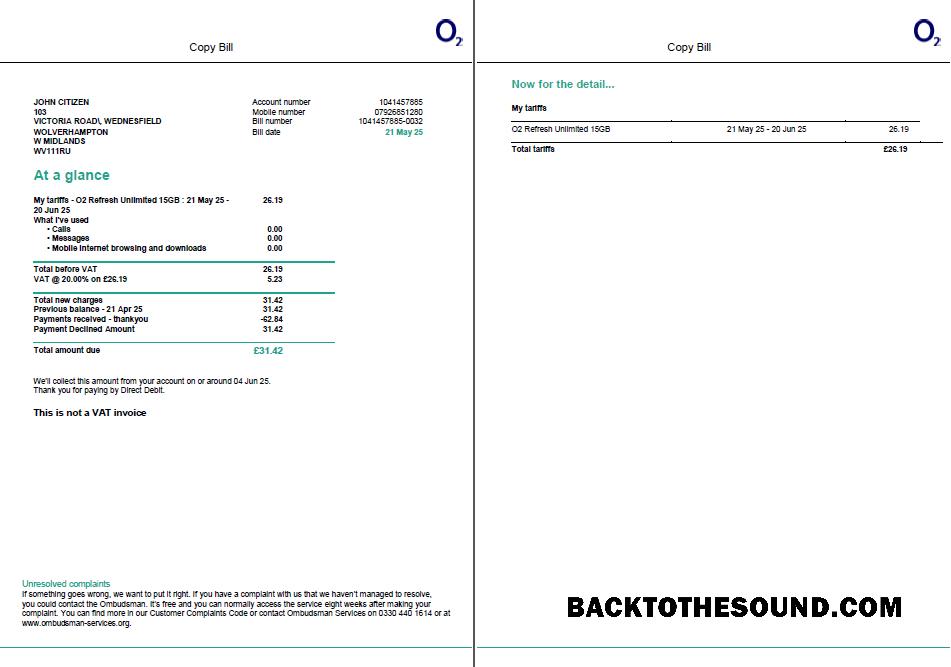 O2
Copy Bill
JOHN CITIZEN
103
VICTORIA ROAD\, WEDNESFIELD
WOLVERHAMPTON
W MIDLANDS
WV111RU
Account number 1041457885
Mobile number 07926851280
Bill number 1041457885-0032
Bill date 21 May 25
At a glance
My tariffs - O2 Refresh Unlimited 15GB : 21 May 25 - 26.19
20 Jun 25
What I've used
• Calls 0.00
• Messages 0.00
• Mobile Internet browsing and downloads 0.00
Total before VAT 26.19
VAT @ 20.00% on £26.19 5.23
Total new charges 31.42
Previous balance - 21 Apr 25 31.42
Payments received - thankyou -62.84
Payment Declined Amount 31.42
Total amount due £31.42
We'll collect this amount from your account on or around 04 Jun 25.
Thank you for paying by Direct Debit.
This is not a VAT invoice
Unresolved complaints
If something goes wrong, we want to put it right. If you have a complaint with us that we haven't managed to resolve,
you could contact the Ombudsman. It's free and you can normally access the service eight weeks after making your
complaint. You can find more in our Customer Complaints Code or contact Ombudsman Services on 0330 440 1614 or at
www.ombudsman-services.org.
O2
Copy Bill
Now for the detail...
My tariffs
O2 Refresh Unlimited 15GB 21 May 25 - 20 Jun 25 26.19
Total tariffs £26.19
BACKTOTHESOUND.COM